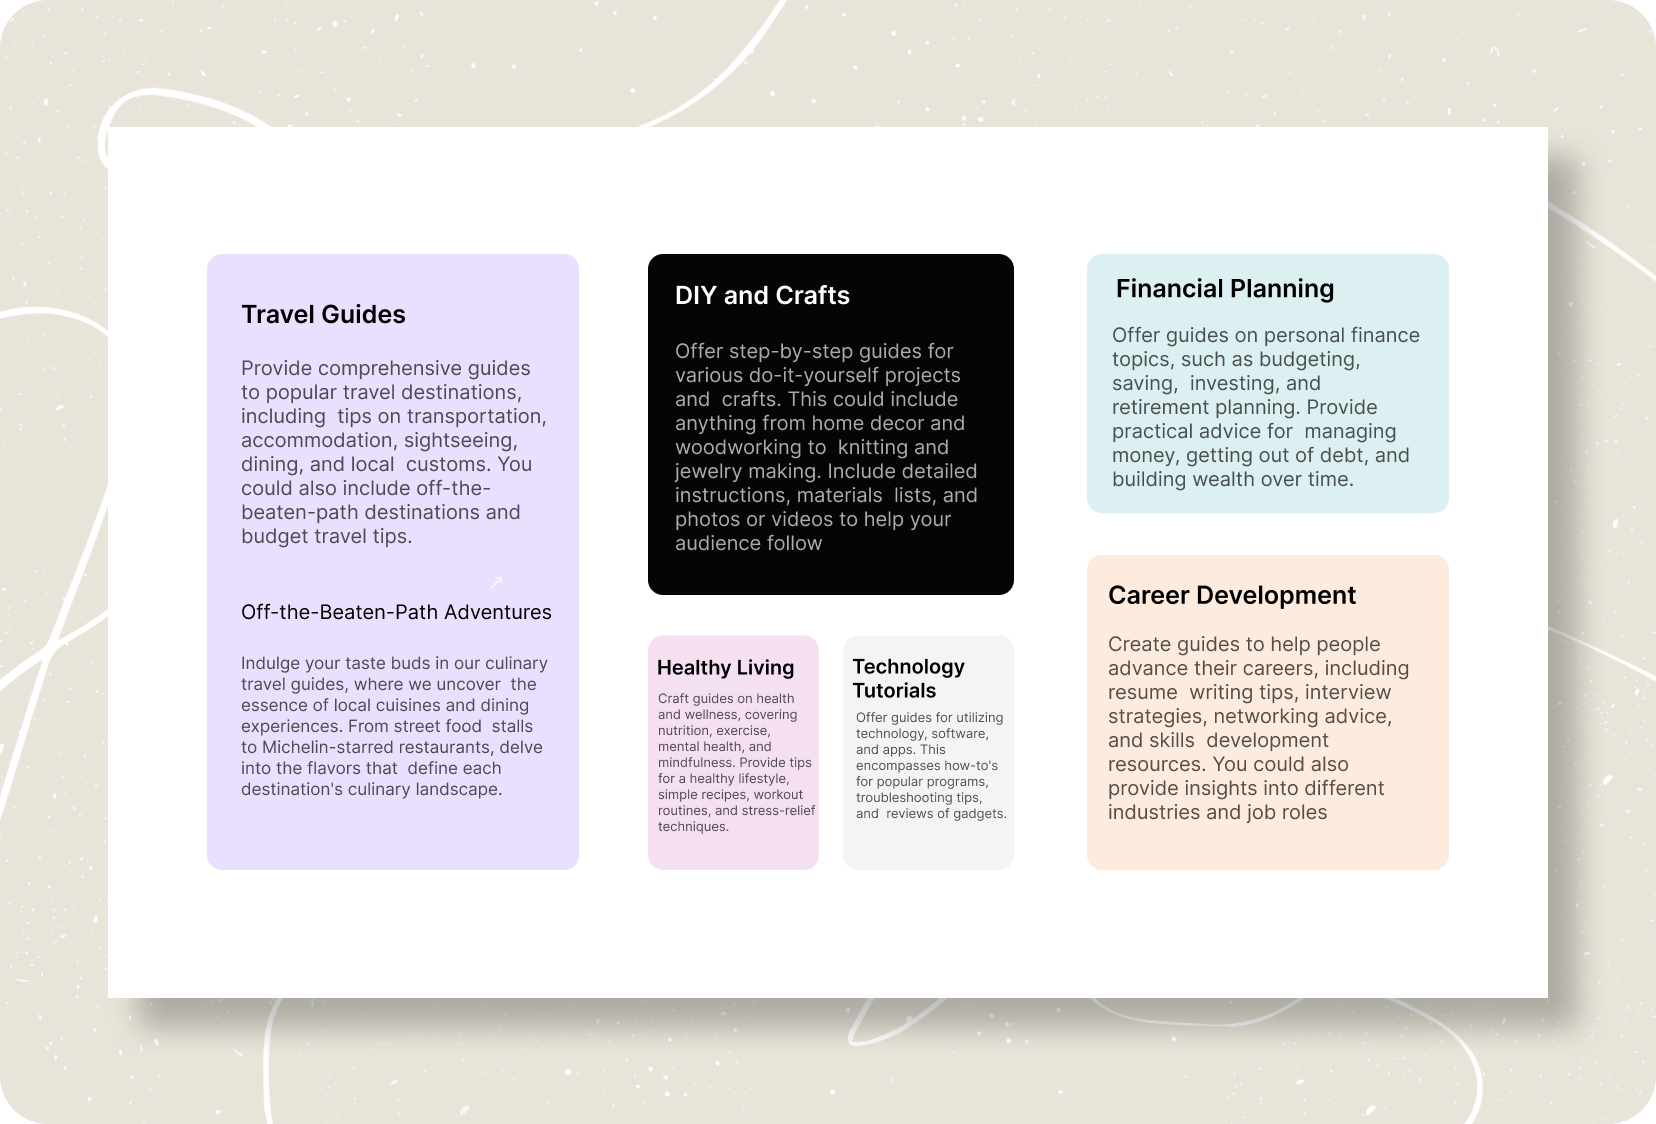 Travel Guides
Provide comprehensive guides
to popular travel destinations,
including  tips on transportation,
accommodation, sightseeing,
dining, and local  customs. You
could also include off-the-
beaten-path destinations and
budget travel tips.
↗
Off-the-Beaten-Path Adventures
Indulge your taste buds in our culinary
travel guides, where we uncover  the
essence of local cuisines and dining
experiences. From street food  stalls
to Michelin-starred restaurants, delve
into the flavors that  define each
destination's culinary landscape.
DIY and Crafts
Offer step-by-step guides for
various do-it-yourself projects
and  crafts. This could include
anything from home decor and
woodworking to  knitting and
jewelry making. Include detailed
instructions, materials  lists, and
photos or videos to help your
audience follow
Healthy Living
Craft guides on health
and wellness, covering
nutrition, exercise,
mental health, and
mindfulness. Provide tips
for a healthy lifestyle,
simple recipes, workout
routines, and stress-relief
techniques.
Technology
Tutorials
Offer guides for utilizing
technology, software,
and apps. This
encompasses how-to's
for popular programs,
troubleshooting tips,
and  reviews of gadgets.
Financial Planning
Offer guides on personal finance
topics, such as budgeting,
saving,  investing, and
retirement planning. Provide
practical advice for  managing
money, getting out of debt, and
building wealth over time.
Career Development
Create guides to help people
advance their careers, including
resume  writing tips, interview
strategies, networking advice,
and skills  development
resources. You could also
provide insights into different
industries and job roles